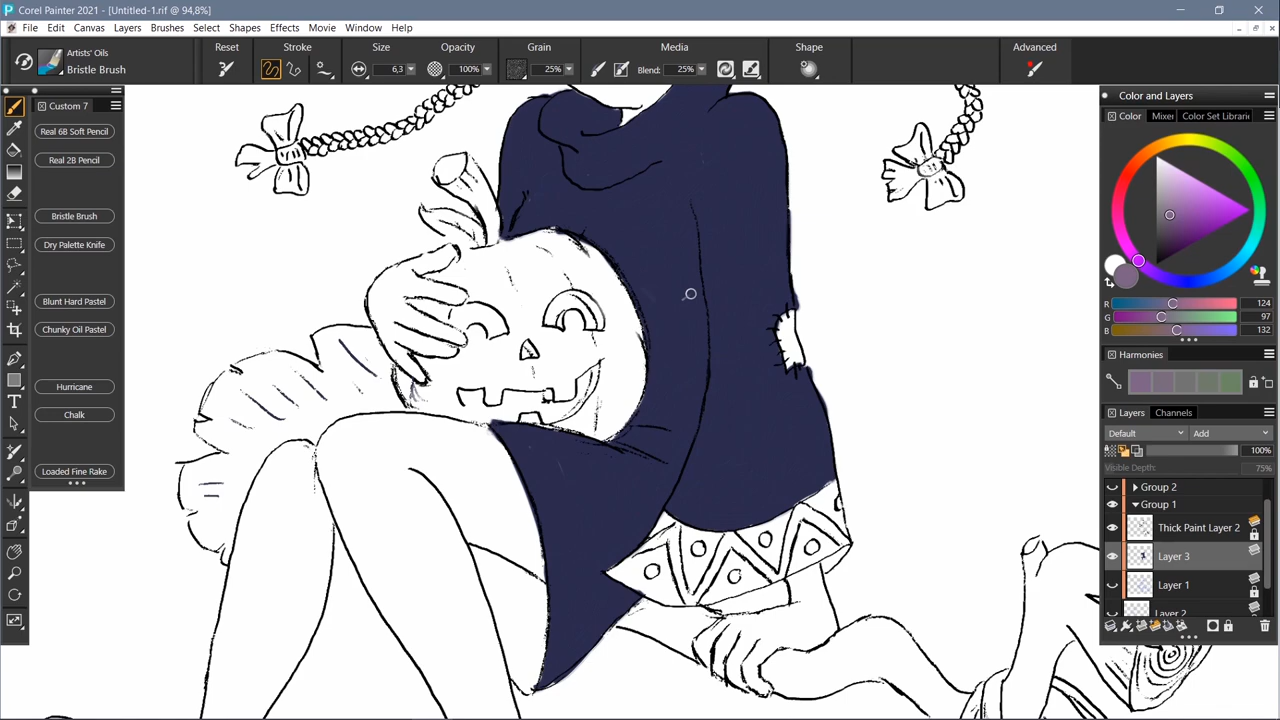 Corel Painter 2021 - [Untitled-1.rif @ 94,8%]
File Edit Canvas Layers Brushes Select Shapes Effects Movie Window Help
Artists' Oils
Bristle Brush
Reset
Stroke
Size
6,3
Opacity
100%
Grain
25%
Media
Blend: 25%
Shape
Advanced
Custom 7
Real 6B Soft Pencil
Real 2B Pencil
Bristle Brush
Dry Palette Knife
Blunt Hard Pastel
Chunky Oil Pastel
Hurricane
Chalk
Loaded Fine Rake
Color and Layers
Color Mixer Color Set Librari
R 124
G 97
B 132
Harmonies
Layers Channels
Default Add
100%
Visible Depth: 75%
Group 2
Group 1
Thick Paint Layer 2
Layer 3
Layer 1
Layer 2